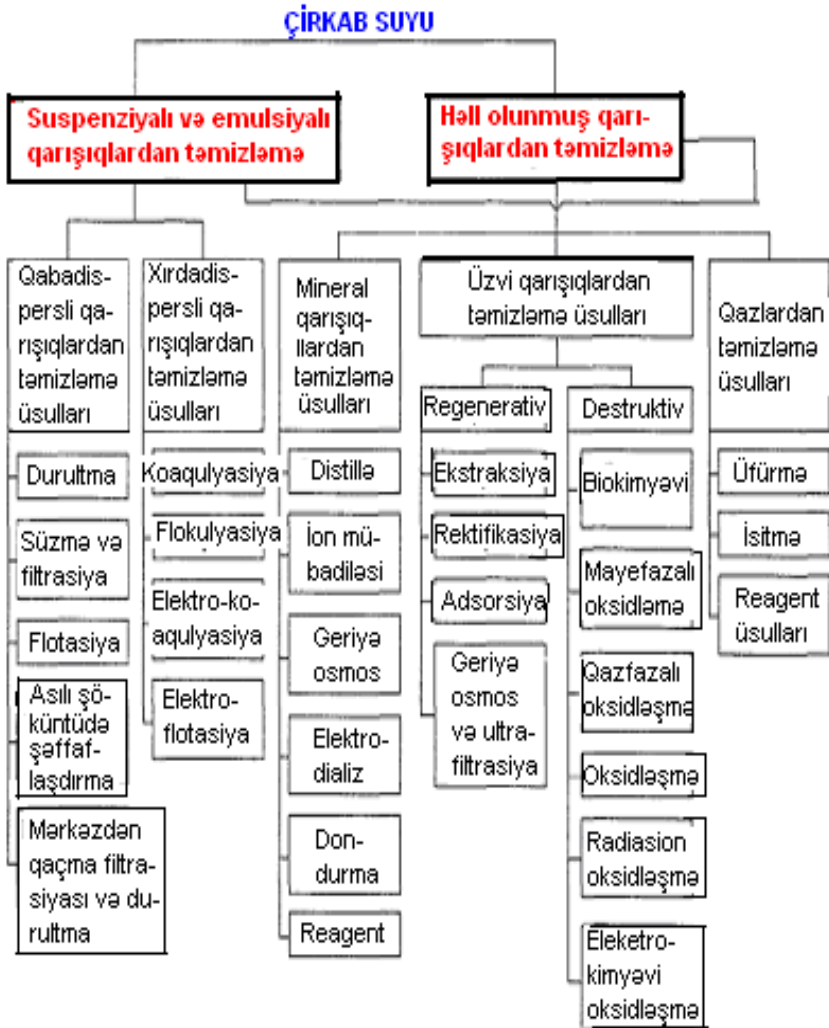 ÇİRKAB SUYU
Suspenziyalı və emulsiyalı
qarışıqlardan təmizləmə
Həll olunmuş qarı-
şıqlardan təmizləmə
Qabadis-
persli qa-
rışıqlardan
təmizləmə
üsulları
Durultma
Süzmə və
filtrasiya
Flotasiya
Asılı şö-
küntüdə
şəffaf-
laşdırma
Mərkəzdən
qaçma filtra-
siyası və du-
rultma
Xırdadis-
persli qa-
rışıqlardan
təmizləmə
üsulları
Koaqulyasiya
Flokulyasiya
Elektro-ko-
aqulyasiya
Elektro-
flotasiya
Mineral
qarışıq-
llardan
təmizləmə
üsulları
Distillə
İon mü-
badiləsi
Geriyə
osmos
Elektro-
dializ
Don-
durma
Reagent
Üzvi qarışıqlardan
təmizləmə üsulları
Regenerativ
Ekstraksiya
Rektifikasiya
Adsorsiya
Geriyə
osmos
və ultra-
filtrasiya
Destruktiv
Biokimyəvi
Mayefazalı
oksidləmə
Qazfazalı
oksidləşmə
Oksidləşmə
Radiasion
oksidləşmə
Eleketro-
kimyəvi
oksidləşmə
Qazlardan
təmizləmə
üsulları
Üfürmə
İsitmə
Reagent
üsulları